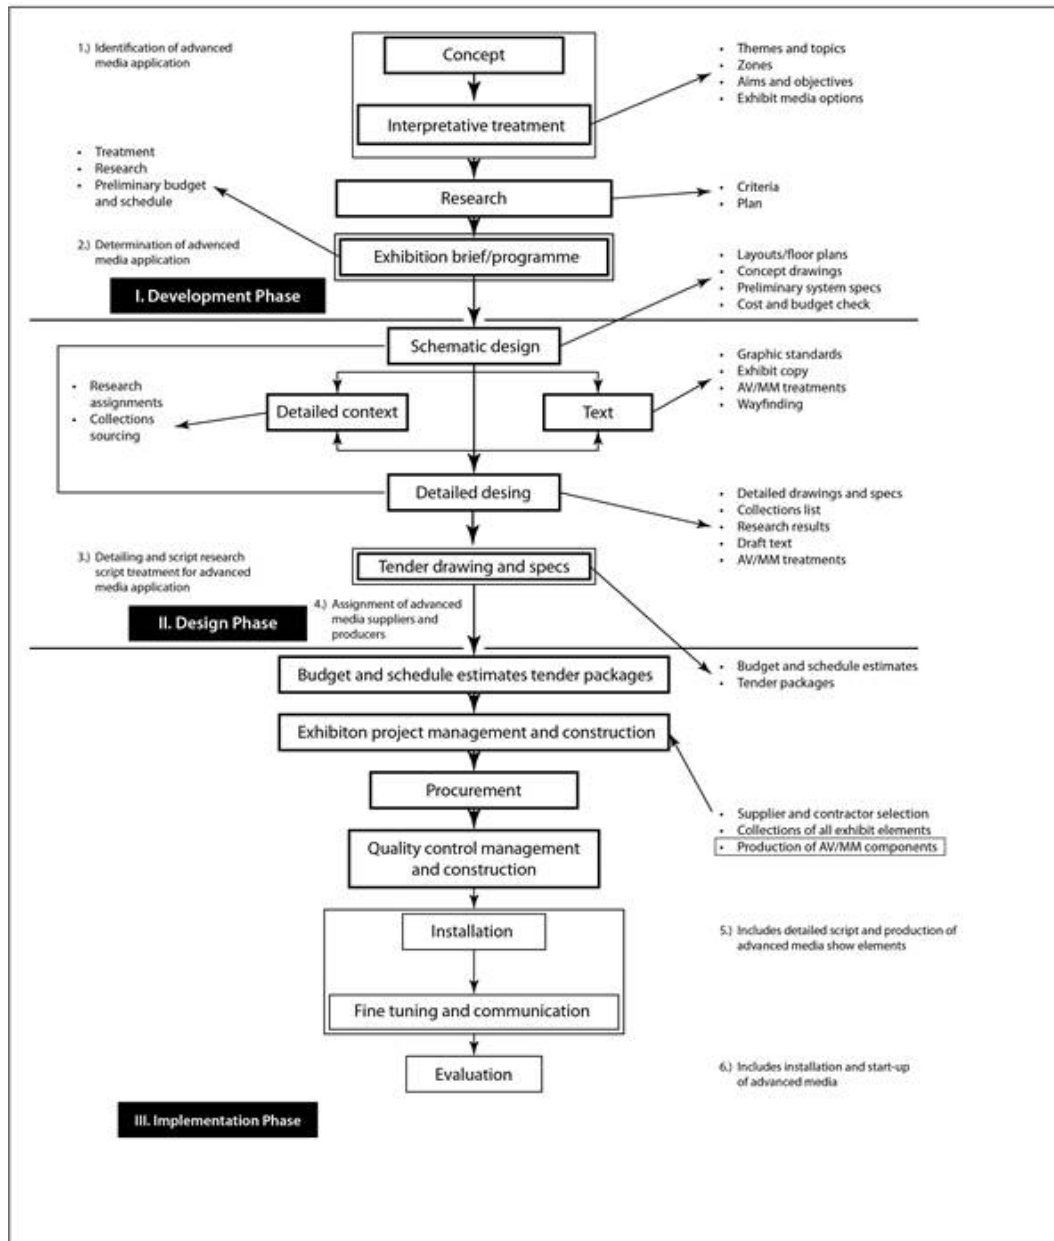 1.) Identification of advanced
media application
Concept
Interpretative treatment
• Themes and topics
• Zones
• Aims and objectives
• Exhibit media options
• Treatment
• Research
• Preliminary budget
and schedule
Research
• Criteria
• Plan
2.) Determination of advanced
media application
Exhibition brief/programme
I. Development Phase
• Layouts/floor plans
• Concept drawings
• Preliminary system specs
• Cost and budget check
Schematic design
• Research
assignments
• Collections
sourcing
Detailed context
Text
• Graphic standards
• Exhibit copy
• AV/MM treatments
• Wayfinding
Detailed desing
• Detailed drawings and specs
• Collections list
• Research results
• Draft text
• AV/MM treatments
3.) Detailing and script research
script treatment for advanced
media application
Tender drawing and specs
II. Design Phase
4.) Assignment of advanced
media suppliers and
producers
Budget and schedule estimates tender packages
• Budget and schedule estimates
• Tender packages
Exhibiton project management and construction
Procurement
• Supplier and contractor selection
• Collections of all exhibit elements
• Production of AV/MM components
Quality control management
and construction
Installation
5.) Includes detailed script and production of
advanced media show elements
Fine tuning and communication
Evaluation
6.) Includes installation and start-up
of advanced media
III. Implementation Phase